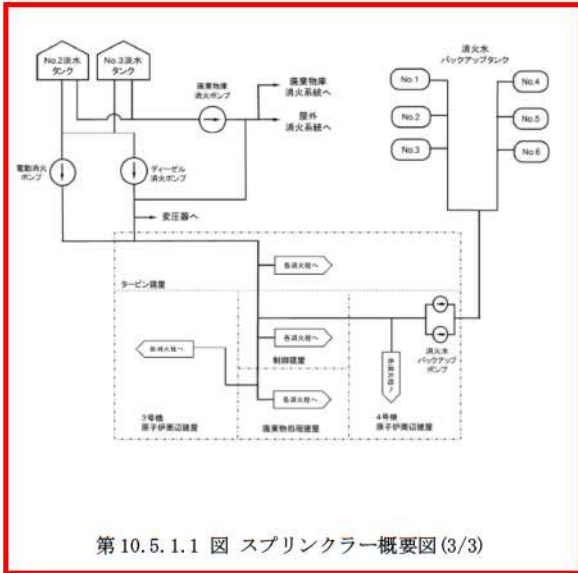 No.2淡水
タンク
No.3淡水
タンク
廃棄物庫
消火ポンプ
廃棄物庫
消火系統へ
屋外
消火系統へ
消火水
バックアップタンク
No.1
No.4
No.2
No.5
No.3
No.6
電動消火
ポンプ
ディーゼル
消火ポンプ
変圧器へ
各消火栓へ
タービン建屋
各消火栓へ
制御建屋
各消火栓へ
各消火栓へ
各消火栓へ
消火水
バックアップ
ポンプ
3号機
原子炉周辺建屋
廃棄物処理建屋
4号機
原子炉周辺建屋
第 10.5.1.1 図 スプリンクラー概要図(3/3)